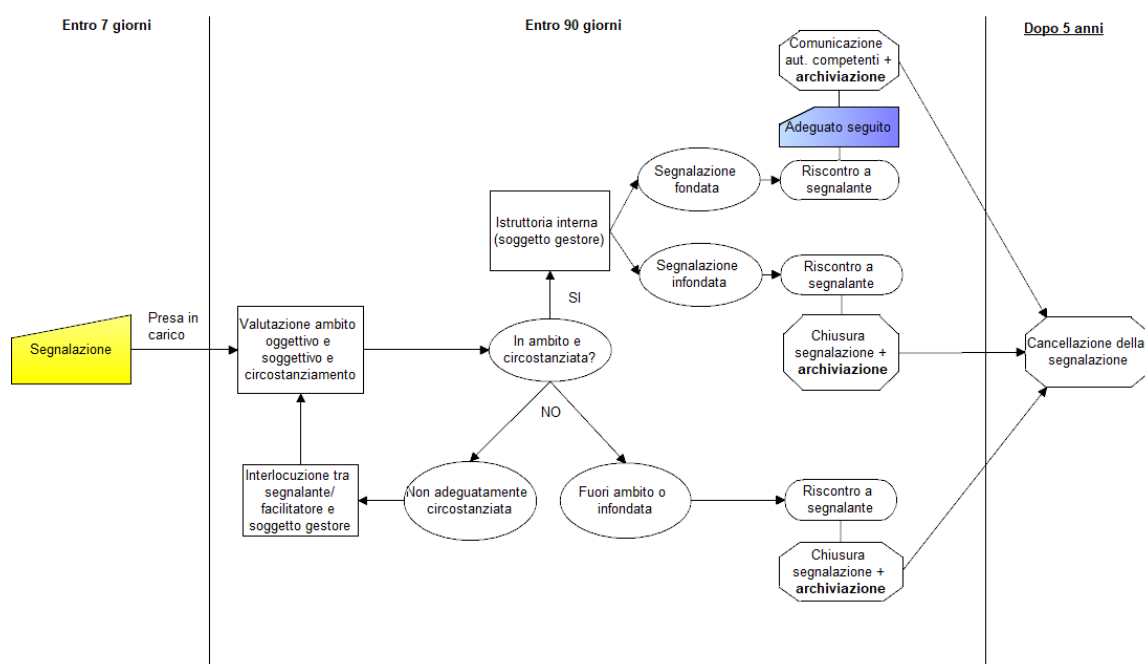 Entro 7 giorni
Entro 90 giorni
Dopo 5 anni
Comunicazione
aut. competenti +
archiviazione
Adeguato seguito
Segnalazione
fondata
Riscontro a
segnalante
Istruttoria interna
(soggetto gestore)
Segnalazione
infondata
Riscontro a
segnalante
SI
Presa in
carico
Segnalazione
Valutazione ambito
oggettivo e
soggettivo e
circostanziamento
In ambito e
circostanziata?
Chiusura
segnalazione +
archiviazione
Cancellazione della
segnalazione
NO
Interlocuzione tra
segnalante/
facilitatore e
soggetto gestore
Non adeguatamente
circostanziata
Fuori ambito o
infondata
Riscontro a
segnalante
Chiusura
segnalazione +
archiviazione